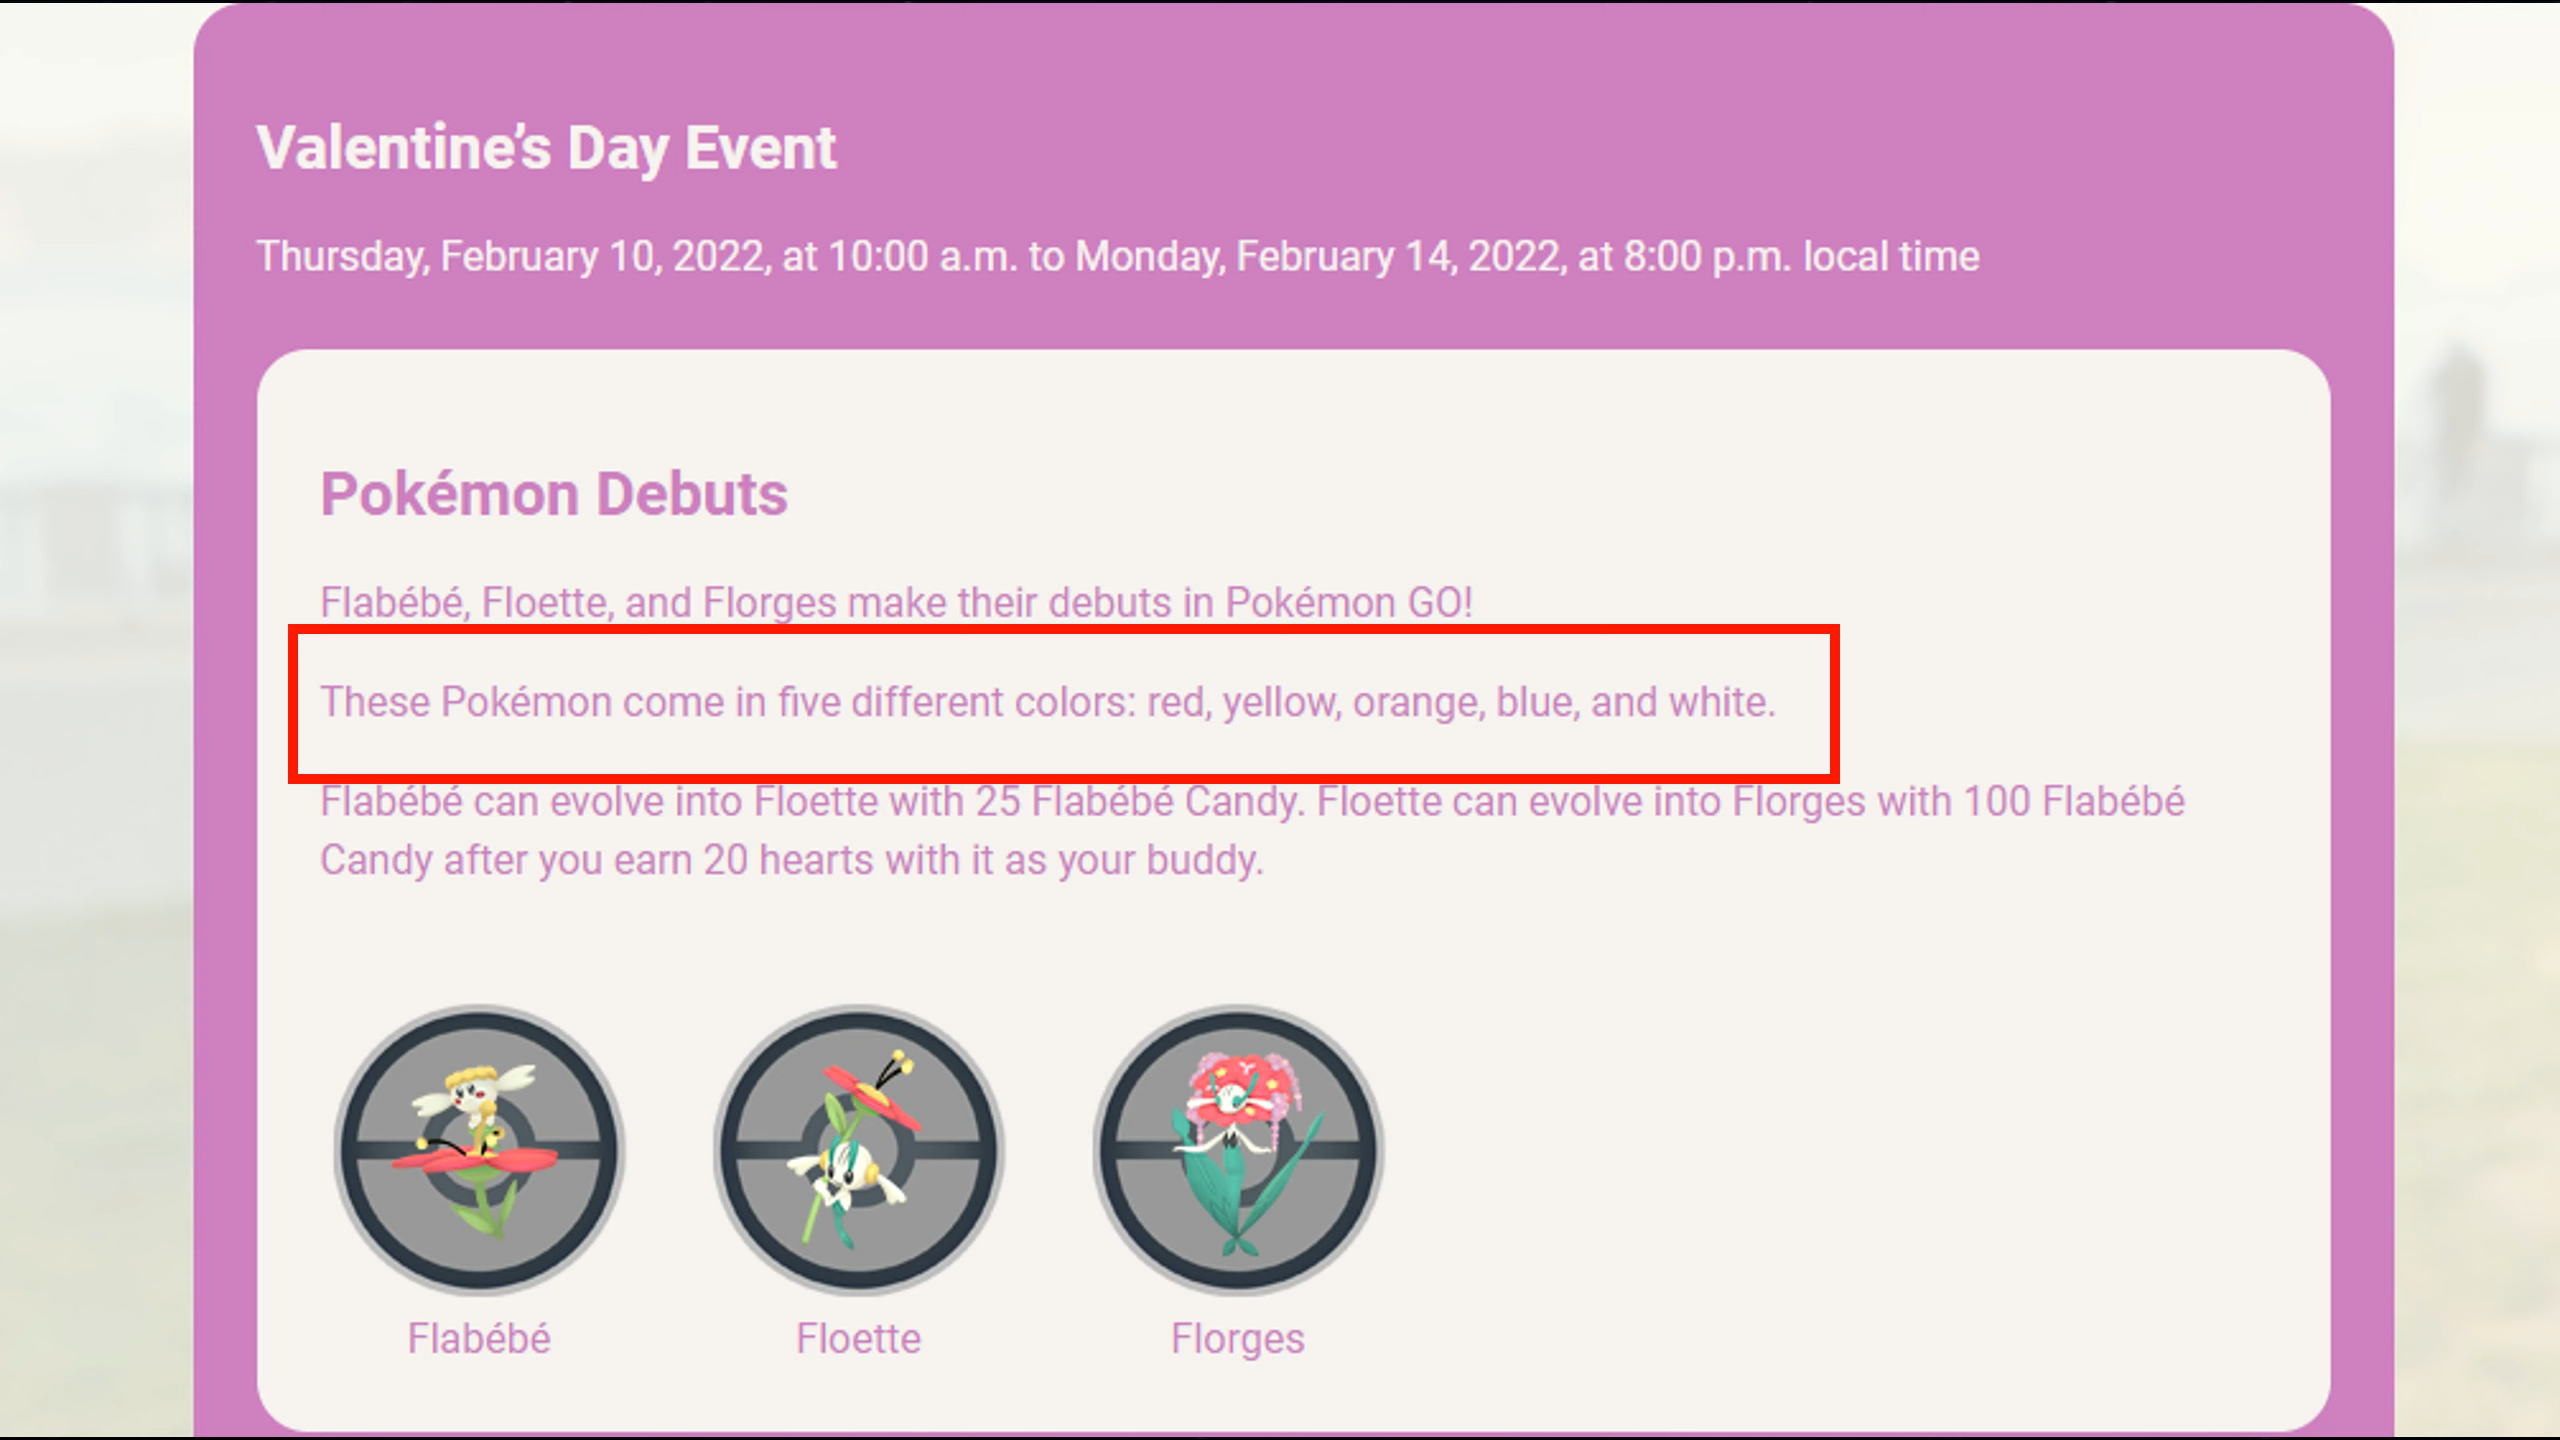 Valentine’s Day Event
Thursday, February 10, 2022, at 10:00 a.m. to Monday, February 14, 2022, at 8:00 p.m. local time
Pokémon Debuts
Flabébé, Floette, and Florges make their debuts in Pokémon GO!
These Pokémon come in five different colors: red, yellow, orange, blue, and white.
Flabébé can evolve into Floette with 25 Flabébé Candy. Floette can evolve into Florges with 100 Flabébé
Candy after you earn 20 hearts with it as your buddy.
Flabébé
Floette
Florges